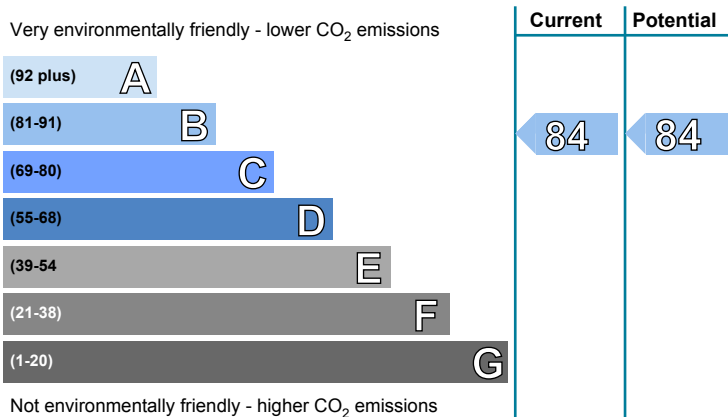 Current Potential
Very environmentally friendly - lower CO2 emissions
(92 plus) A
(81-91) B
84 84
(69-80) C
(55-68) D
(39-54 E
(21-38) F
(1-20) G
Not environmentally friendly - higher CO2 emissions